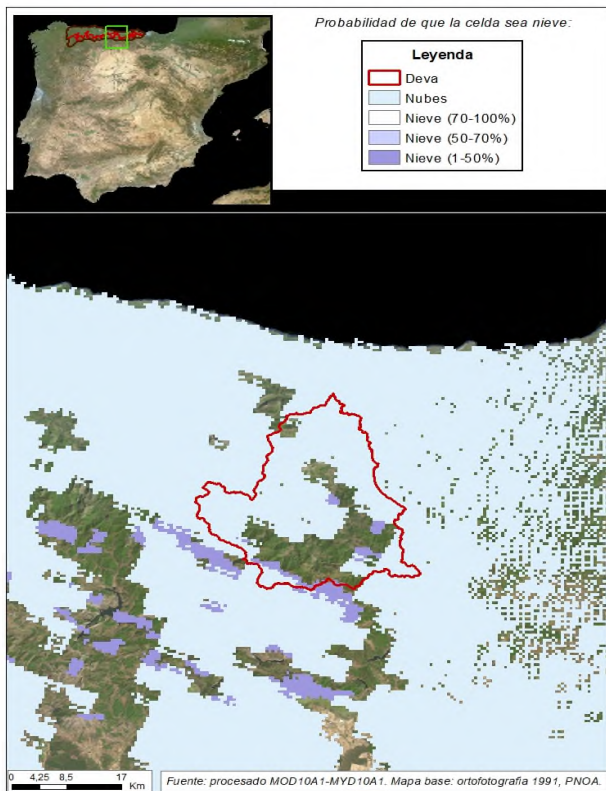 Probabilidad de que la celda sea nieve:
Leyenda
Deva
Nubes
Nieve (70-100%)
Nieve (50-70%)
Nieve (1-50%)
0 4,25 8,5 17
Km
Fuente: procesado MOD10A1-MYD10A1. Mapa base: ortofotografia 1991, PNOA.